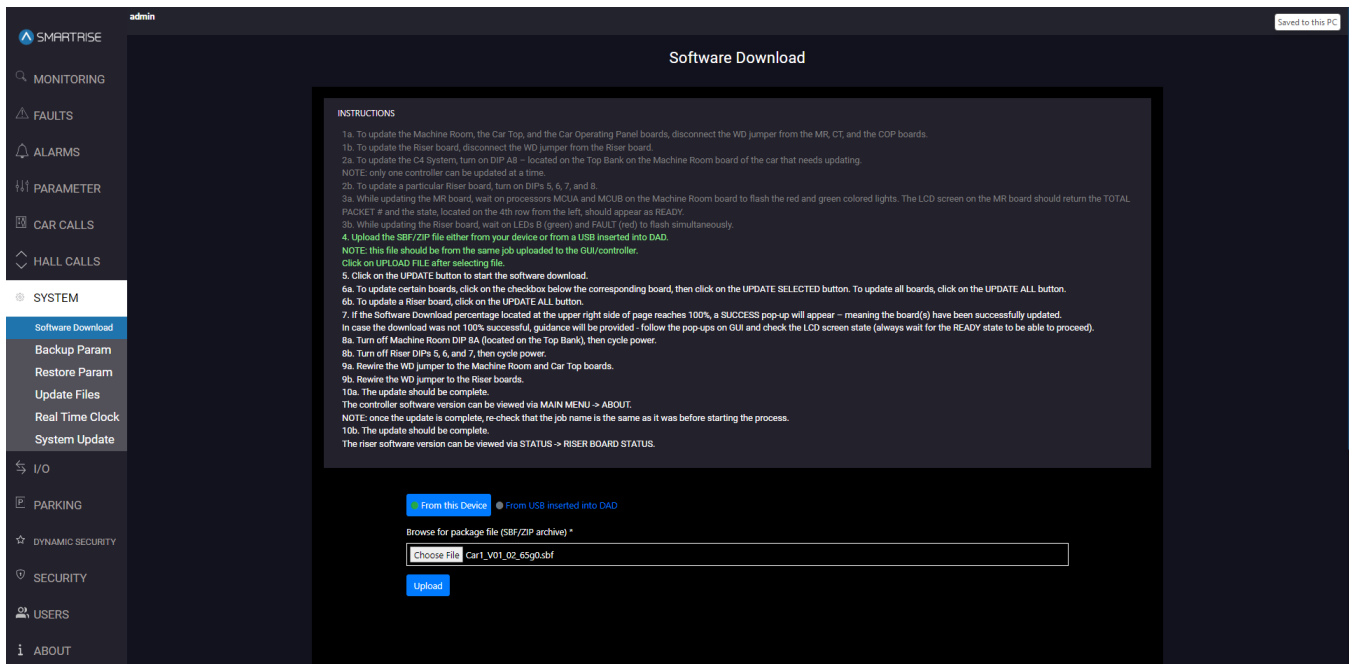 admin
Saved to this PC
SMARTRISE
MONITORING
FAULTS
ALARMS
PARAMETER
CAR CALLS
HALL CALLS
SYSTEM
Software Download
Backup Param
Restore Param
Update Files
Real Time Clock
System Update
I/O
PARKING
DYNAMIC SECURITY
SECURITY
USERS
ABOUT
Software Download
INSTRUCTIONS
1a. To update the Machine Room, the Car Top, and the Car Operating Panel boards, disconnect the WD jumper from the MR, CT, and the COP boards.
1b. To update the Riser board, disconnect the WD jumper from the Riser board.
2a. To update the C4 System, turn on DIP A8 – located on the Top Bank on the Machine Room board of the car that needs updating.
NOTE: only one controller can be updated at a time.
2b. To update a particular Riser board, turn on DIPs 5, 6, 7, and 8.
3a. While updating the MR board, wait on processors MCUA and MCUB on the Machine Room board to flash the red and green colored lights. The LCD screen on the MR board should return the TOTAL
PACKET # and the state, located on the 4th row from the left, should appear as READY.
3b. While updating the Riser board, wait on LEDs B (green) and FAULT (red) to flash simultaneously.
4. Upload the SBF/ZIP file either from your device or from a USB inserted into DAD.
NOTE: this file should be from the same job uploaded to the GUI/controller.
Click on UPLOAD FILE after selecting file.
5. Click on the UPDATE button to start the software download.
6a. To update certain boards, click on the checkbox below the corresponding board, then click on the UPDATE SELECTED button. To update all boards, click on the UPDATE ALL button.
6b. To update a Riser board, click on the UPDATE ALL button.
7. If the Software Download percentage located at the upper right side of page reaches 100%, a SUCCESS pop-up will appear – meaning the board(s) have been successfully updated.
In case the download was not 100% successful, guidance will be provided - follow the pop-ups on GUI and check the LCD screen state (always wait for the READY state to be able to proceed).
8a. Turn off Machine Room DIP 8A (located on the Top Bank), then cycle power.
8b. Turn off Riser DIPs 5, 6, and 7, then cycle power.
9a. Rewire the WD jumper to the Machine Room and Car Top boards.
9b. Rewire the WD jumper to the Riser boards.
10a. The update should be complete.
The controller software version can be viewed via MAIN MENU -> ABOUT.
NOTE: once the update is complete, re-check that the job name is the same as it was before starting the process.
10b. The update should be complete.
The riser software version can be viewed via STATUS -> RISER BOARD STATUS.
From this Device From USB inserted into DAD
Browse for package file (SBF/ZIP archive) *
Choose File Car1_V01_02_65g0.sbf
Upload